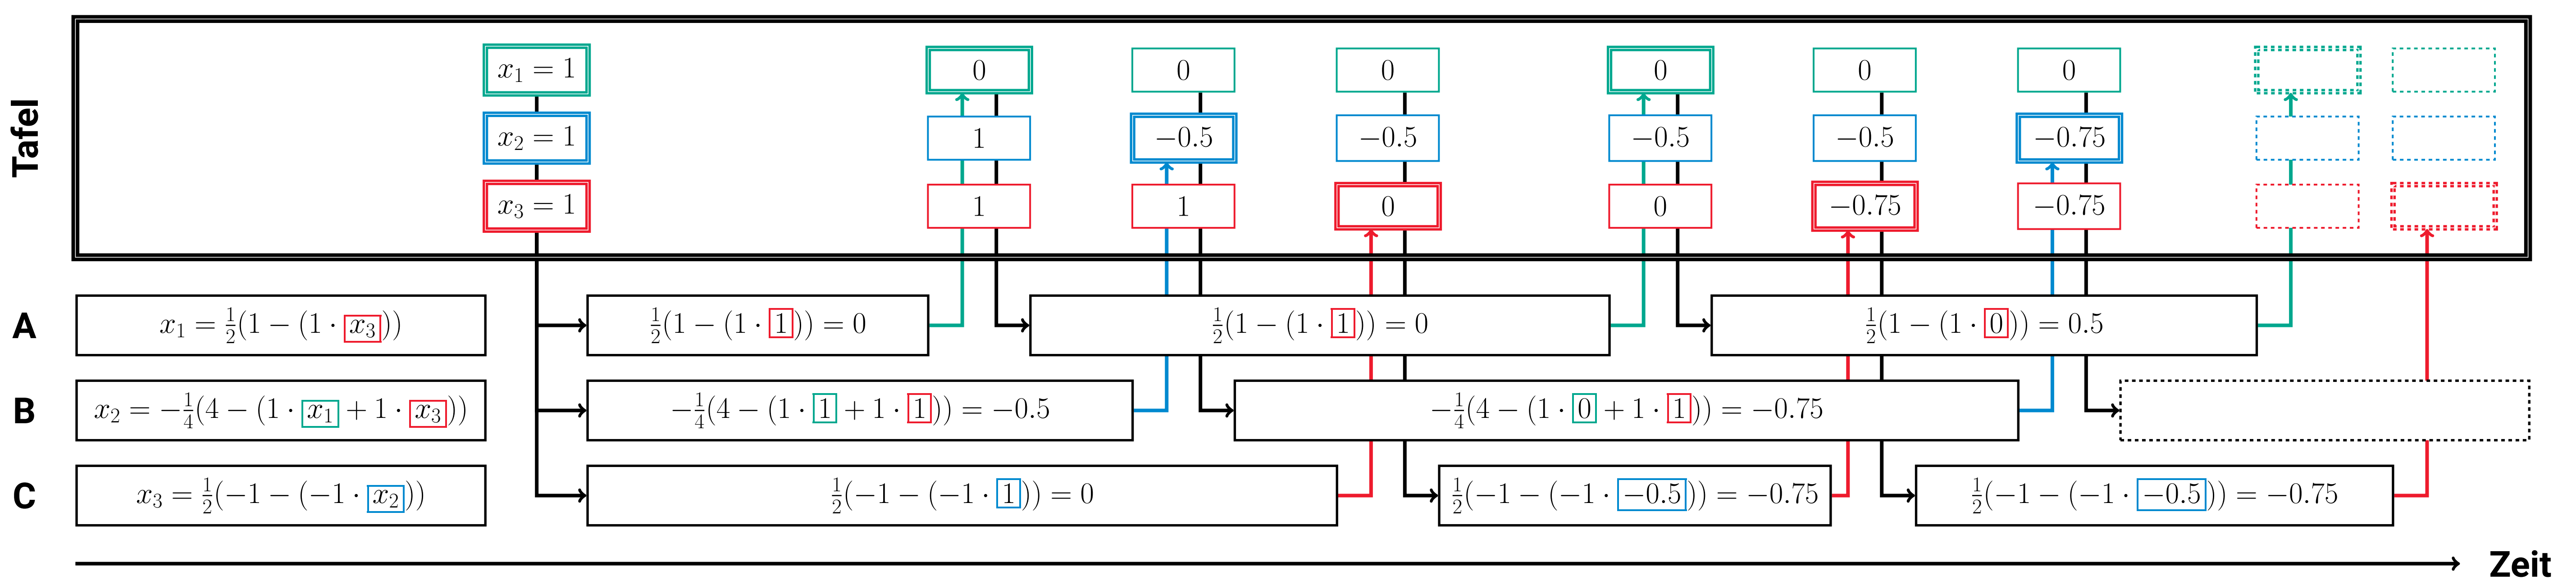 Tafel
x₁ = 1 0 0 0 0 0 0
x₂ = 1 1 −0.5 −0.5 −0.5 −0.5 −0.75
x₃ = 1 1 1 0 0 −0.75 −0.75
A x₁ = ½(1 − (1 · x₃)) ½(1 − (1 · 1)) = 0 ½(1 − (1 · 1)) = 0 ½(1 − (1 · 0)) = 0.5
B x₂ = −¼(4 − (1 · x₁ + 1 · x₃)) −¼(4 − (1 · 1 + 1 · 1)) = −0.5 −¼(4 − (1 · 0 + 1 · 1)) = −0.75
C x₃ = ½(−1 − (−1 · x₂)) ½(−1 − (−1 · 1)) = 0 ½(−1 − (−1 · −0.5)) = −0.75 ½(−1 − (−1 · −0.5)) = −0.75
Zeit